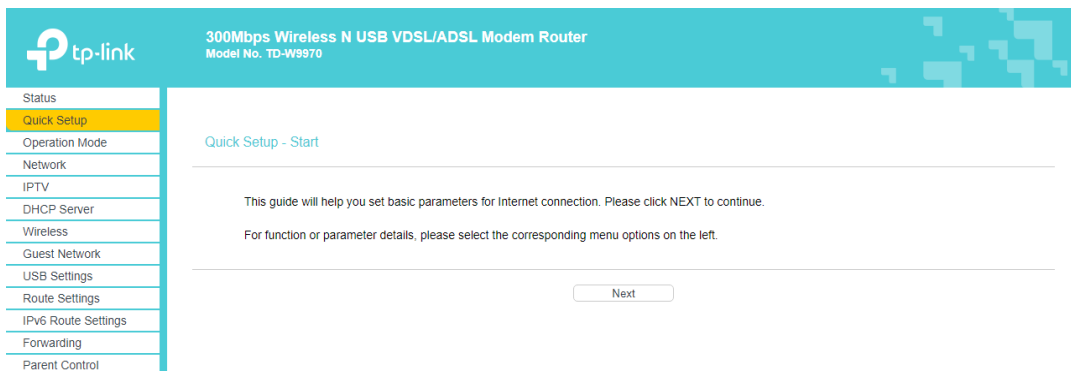 tp-link
300Mbps Wireless N USB VDSL/ADSL Modem Router
Model No. TD-W9970
Status
Quick Setup
Operation Mode
Network
IPTV
DHCP Server
Wireless
Guest Network
USB Settings
Route Settings
IPv6 Route Settings
Forwarding
Parent Control
Quick Setup - Start
This guide will help you set basic parameters for Internet connection. Please click NEXT to continue.
For function or parameter details, please select the corresponding menu options on the left.
Next